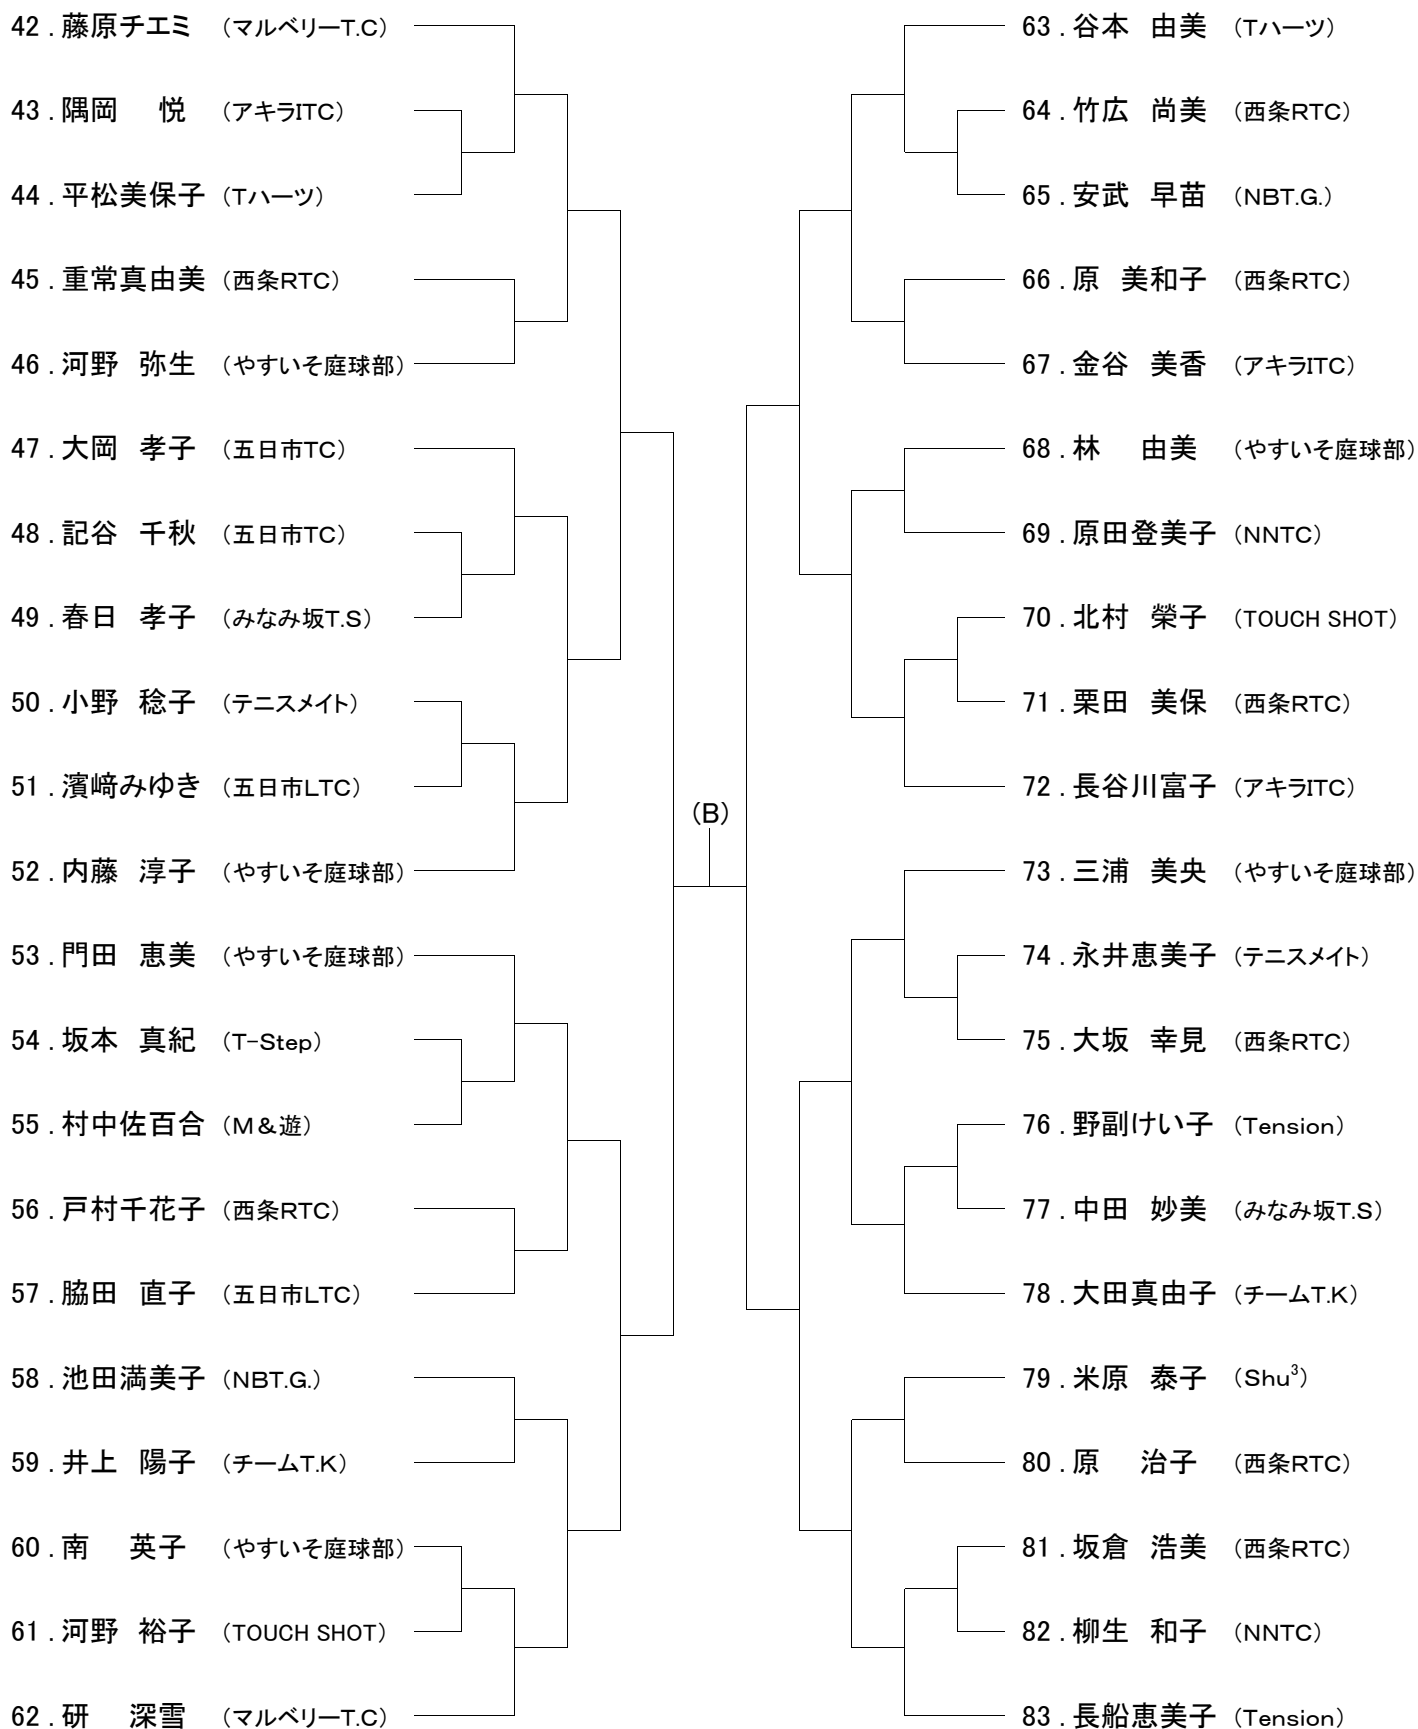 42．藤原チエミ （マルベリーT.C）
43．隅岡　悦 （アキラITC）
44．平松美保子 （Tハーツ）
45．重常真由美 （西条RTC）
46．河野　弥生 （やすいそ庭球部）
47．大岡　孝子 （五日市TC）
48．記谷　千秋 （五日市TC）
49．春日　孝子 （みなみ坂T.S）
50．小野　稔子 （テニスメイト）
51．濱﨑みゆき （五日市LTC）
52．内藤　淳子 （やすいそ庭球部）
53．門田　恵美 （やすいそ庭球部）
54．坂本　真紀 （T-Step）
55．村中佐百合 （M＆遊）
56．戸村千花子 （西条RTC）
57．脇田　直子 （五日市LTC）
58．池田満美子 （NBT.G.）
59．井上　陽子 （チームT.K）
60．南　英子 （やすいそ庭球部）
61．河野　裕子 （TOUCH SHOT）
62．研　深雪 （マルベリーT.C）
（B）
63．谷本　由美 （Tハーツ）
64．竹広　尚美 （西条RTC）
65．安武　早苗 （NBT.G.）
66．原　美和子 （西条RTC）
67．金谷　美香 （アキラITC）
68．林　由美 （やすいそ庭球部）
69．原田登美子 （NNTC）
70．北村　榮子 （TOUCH SHOT）
71．栗田　美保 （西条RTC）
72．長谷川富子 （アキラITC）
73．三浦　美央 （やすいそ庭球部）
74．永井恵美子 （テニスメイト）
75．大坂　幸見 （西条RTC）
76．野副けい子 （Tension）
77．中田　妙美 （みなみ坂T.S）
78．大田真由子 （チームT.K）
79．米原　泰子 （Shu³）
80．原　治子 （西条RTC）
81．坂倉　浩美 （西条RTC）
82．柳生　和子 （NNTC）
83．長船恵美子 （Tension）